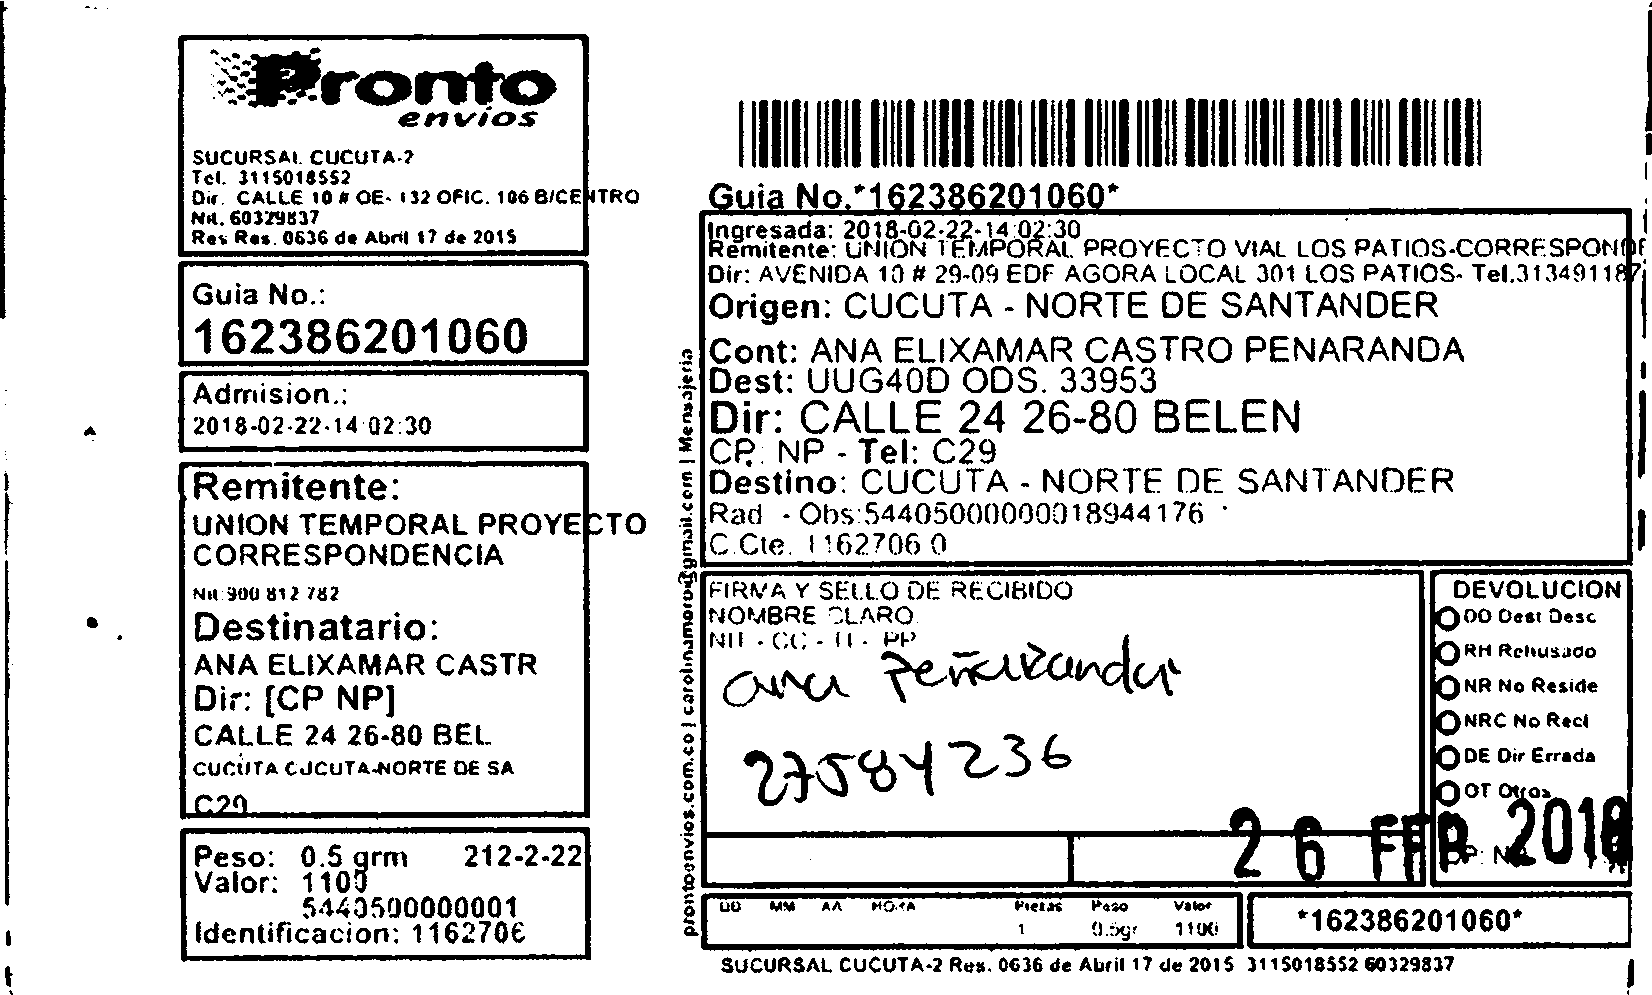 Pronto
envios
SUCURSAL CUCUTA-2
Tel. 3115018552
Dir. CALLE 10 # OE- 132 OFIC. 106 B/CENTRO
Nit. 60329837
Res Res. 0636 de Abril 17 de 2015
Guia No.:
162386201060
Admision.:
2018-02-22-14:02:30
Remitente:
UNION TEMPORAL PROYECTO
CORRESPONDENCIA
Nit:900 812 782
Destinatario:
ANA ELIXAMAR CASTR
Dir: [CP NP]
CALLE 24 26-80 BEL
CUCUTA CUCUTA-NORTE DE SA
C29
Peso: 0.5 grm 212-2-22
Valor: 1100
5440500000001
Identificacion: 1162706
prontoenvios.com.co | carolinamoro@gmail.com | Mensajeria
Guia No.*162386201060*
Ingresada: 2018-02-22-14:02:30
Remitente: UNION TEMPORAL PROYECTO VIAL LOS PATIOS-CORRESPONDE
Dir: AVENIDA 10 # 29-09 EDF AGORA LOCAL 301 LOS PATIOS- Tel.313491187
Origen: CUCUTA - NORTE DE SANTANDER
Cont: ANA ELIXAMAR CASTRO PENARANDA
Dest: UUG40D ODS. 33953
Dir: CALLE 24 26-80 BELEN
CP: NP - Tel: C29
Destino: CUCUTA - NORTE DE SANTANDER
Rad - Obs:54405000000018944176
C.Cte. 1162706 0
FIRMA Y SELLO DE RECIBIDO
NOMBRE CLARO
NIT - CC - TI - PP
ana Peñaranda
27584236
DEVOLUCION
DD Dest Desc
RH Rehusado
NR No Reside
NRC No Recl
DE Dir Errada
OT Otros
26 FEB 2018
DD MM AA HORA Piezas Peso Valor
1 0.5gr 1100
*162386201060*
SUCURSAL CUCUTA-2 Res. 0636 de Abril 17 de 2015 3115018552 60329837